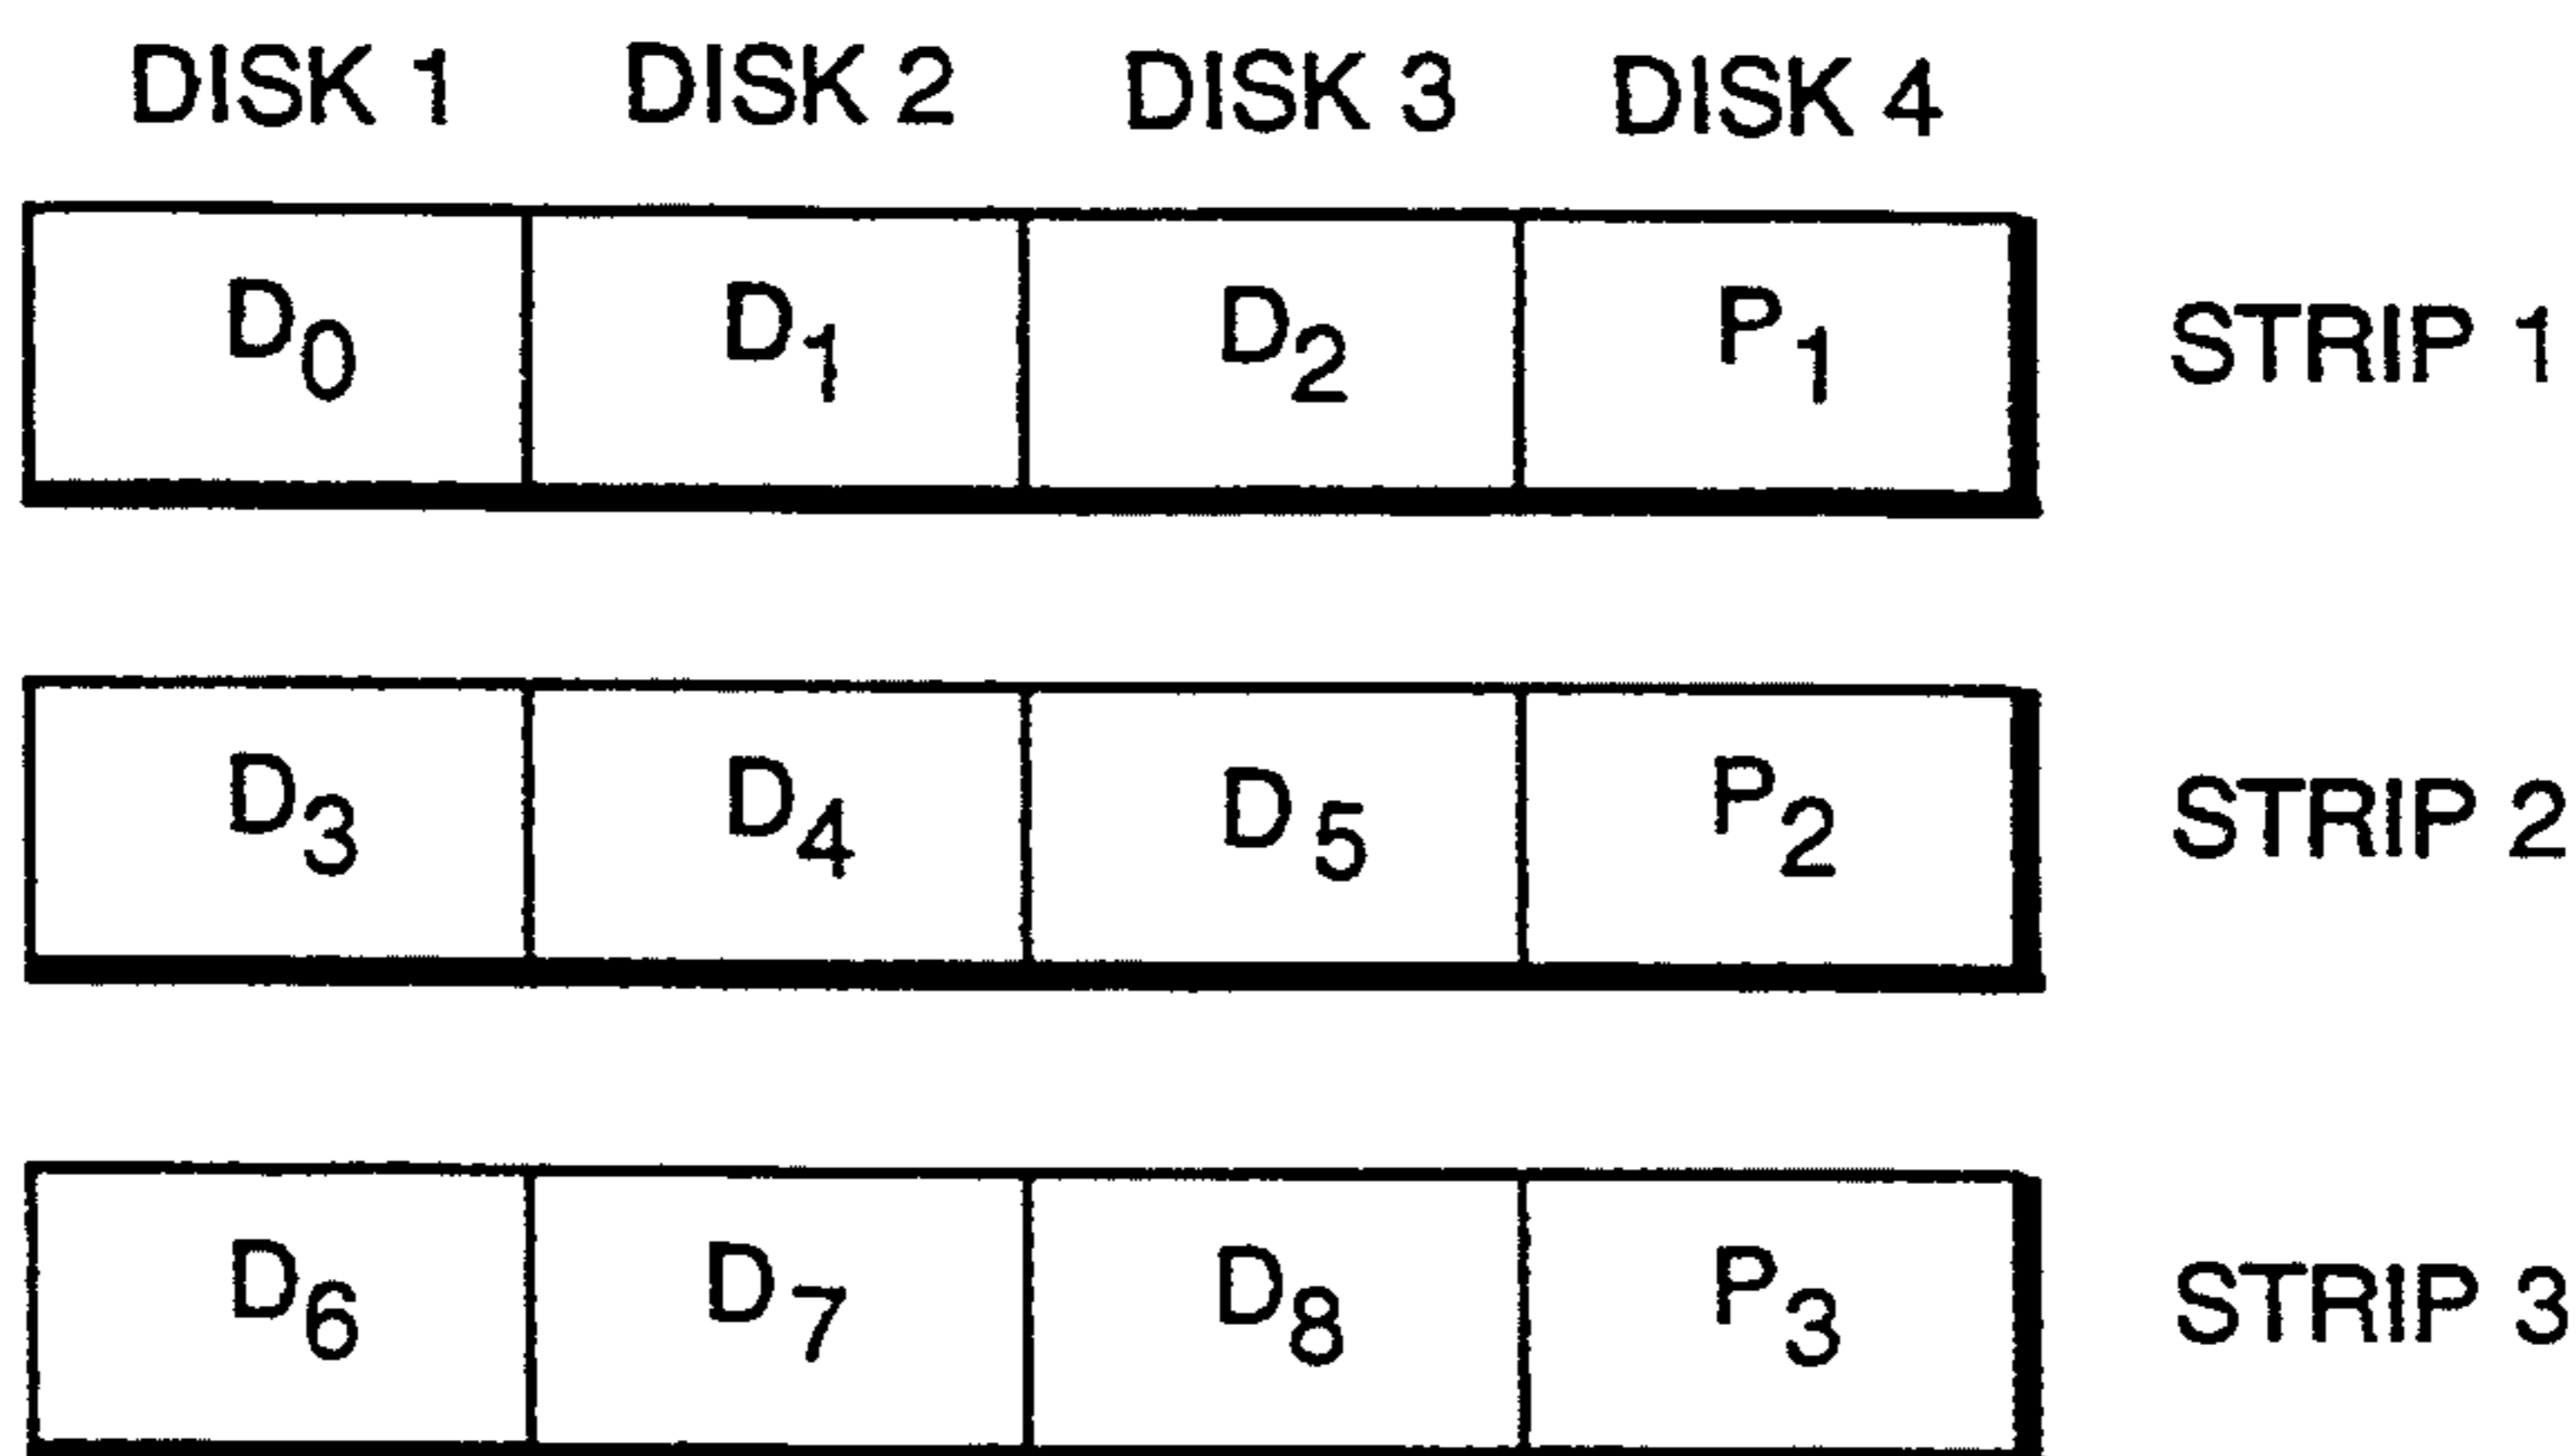 DISK 1 DISK 2 DISK 3 DISK 4
D0 D1 D2 P1 STRIP 1
D3 D4 D5 P2 STRIP 2
D6 D7 D8 P3 STRIP 3